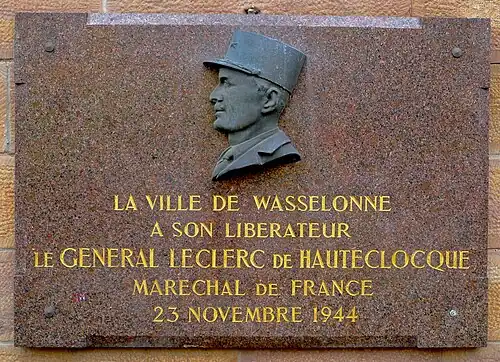 LA VILLE DE WASSELONNE
A SON LIBERATEUR
LE GENERAL LECLERC DE HAUTECLOCQUE
MARECHAL DE FRANCE
23 NOVEMBRE 1944